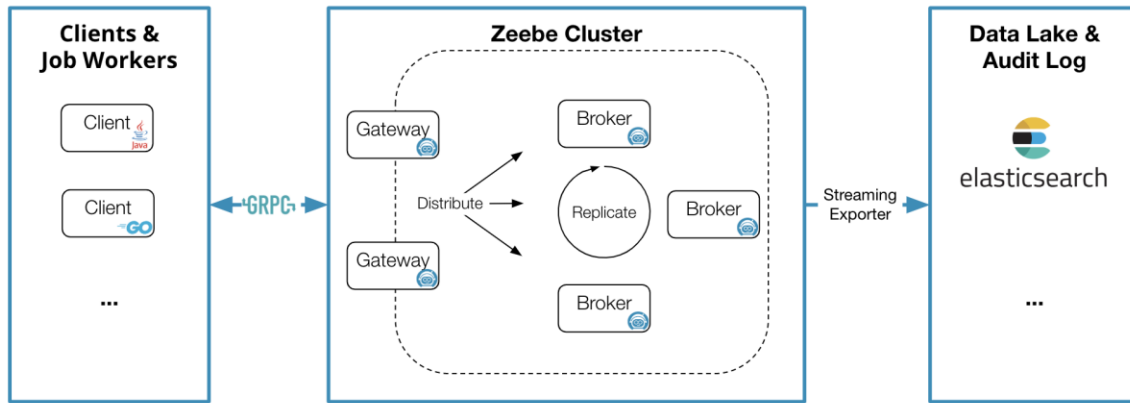 Clients &
Job Workers
Client
Java
Client
GO
...
GRPC
Zeebe Cluster
Gateway
Gateway
Distribute
Broker
Replicate
Broker
Broker
Streaming
Exporter
Data Lake &
Audit Log
elasticsearch
...